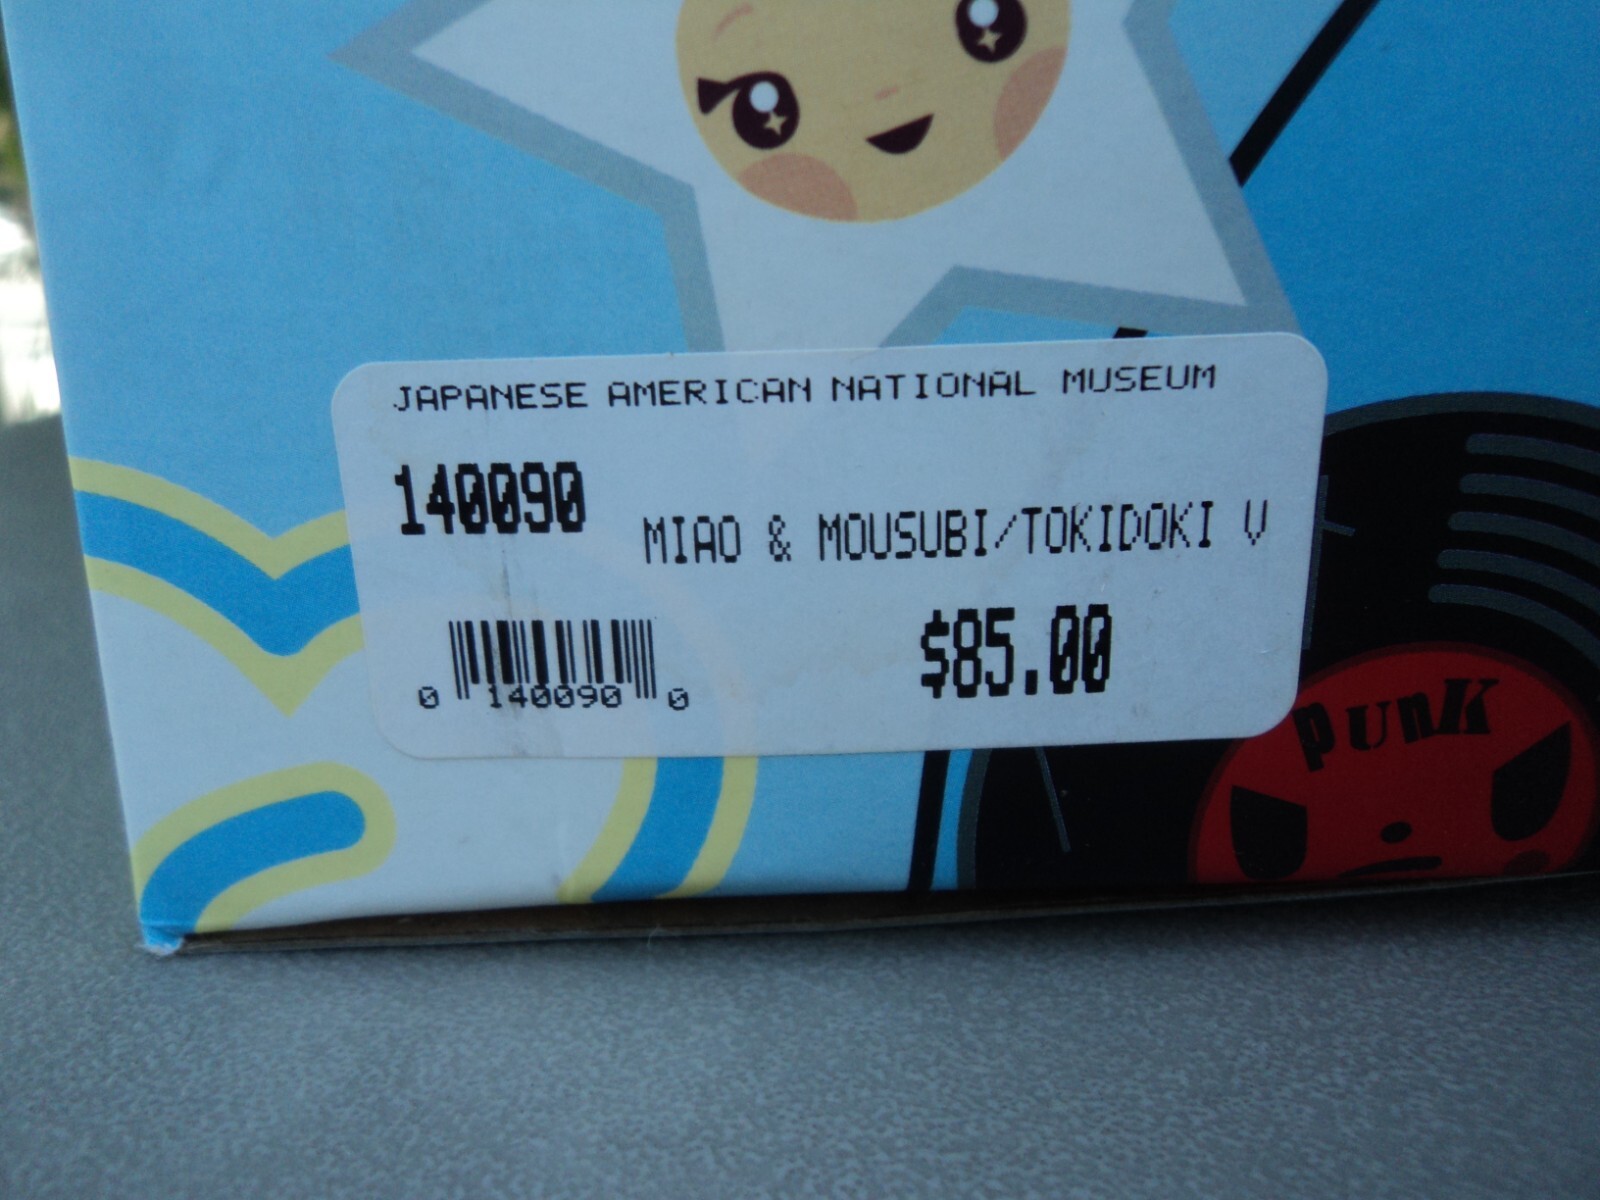 JAPANESE AMERICAN NATIONAL MUSEUM
140090
MIAO & MOUSUBI/TOKIDOKI V
$85.00
0 140090 0
pUnK